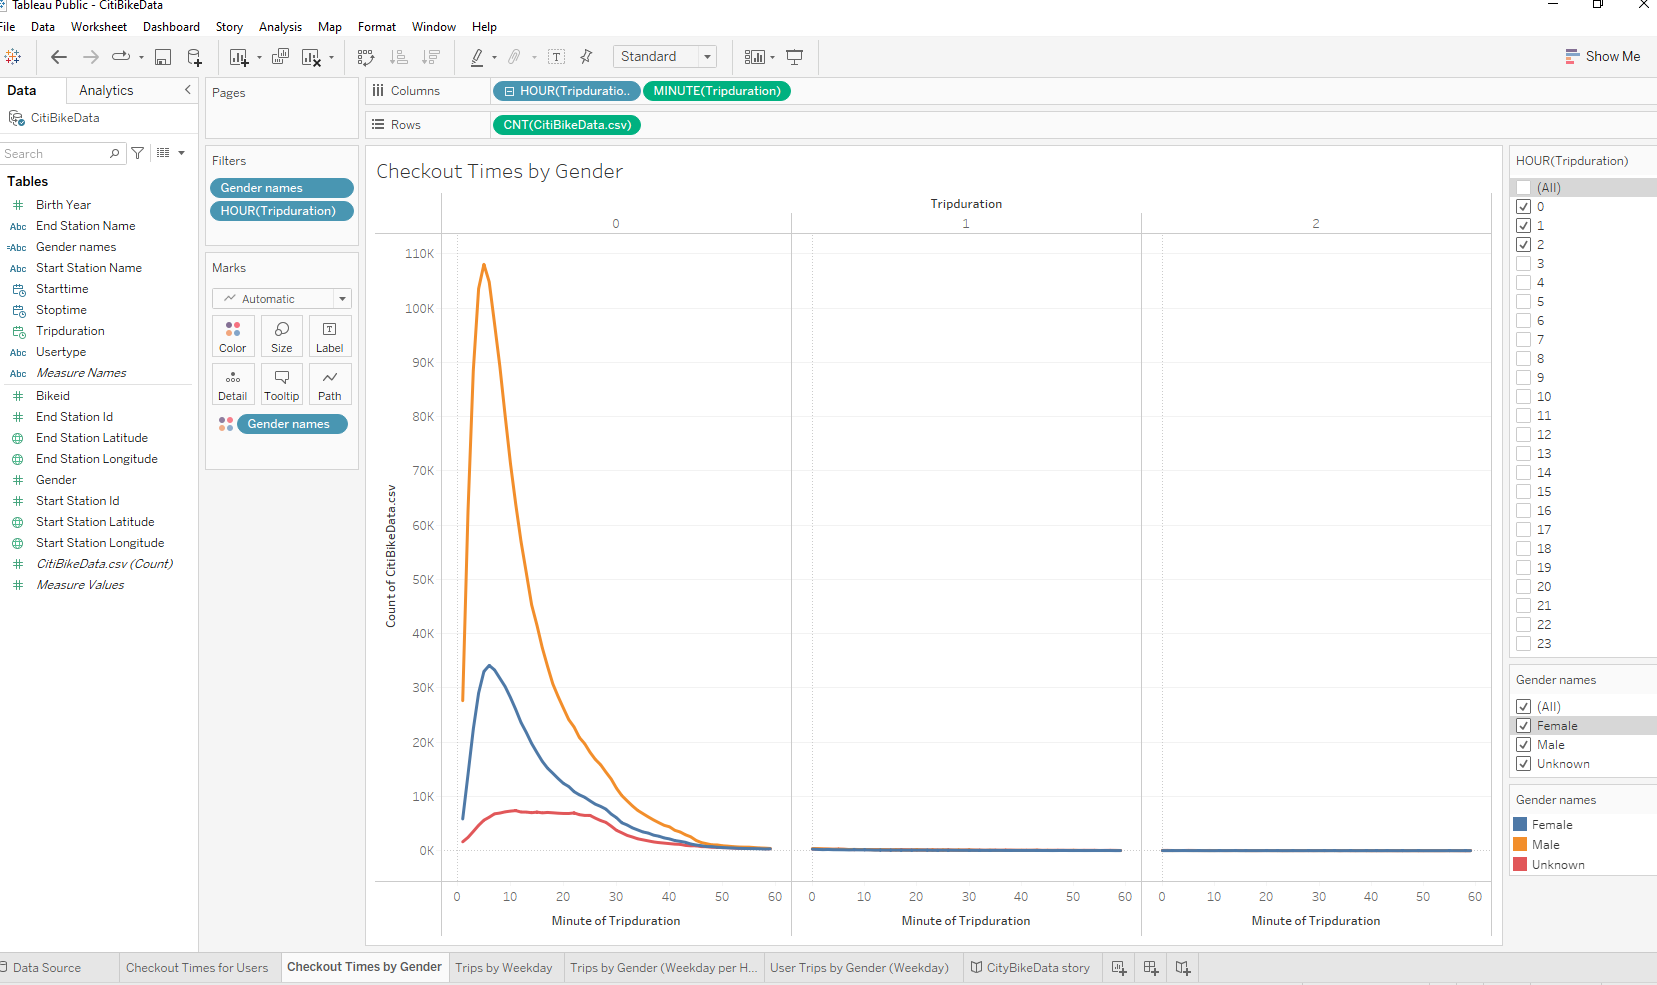 Tableau Public - CitiBikeData
File Data Worksheet Dashboard Story Analysis Map Format Window Help
Standard
Show Me
Data Analytics
CitiBikeData
Search
Tables
Birth Year
Abc End Station Name
=Abc Gender names
Abc Start Station Name
Starttime
Stoptime
Tripduration
Abc Usertype
Abc Measure Names
Bikeid
End Station Id
End Station Latitude
End Station Longitude
Gender
Start Station Id
Start Station Latitude
Start Station Longitude
CitiBikeData.csv (Count)
Measure Values
Pages
Filters
Gender names
HOUR(Tripduration)
Marks
Automatic
Color Size Label
Detail Tooltip Path
Gender names
Columns HOUR(Tripduratio.. MINUTE(Tripduration)
Rows CNT(CitiBikeData.csv)
Checkout Times by Gender
Tripduration
0 1 2
110K
100K
90K
80K
70K
60K
50K
40K
30K
20K
10K
0K
Count of CitiBikeData.csv
0 10 20 30 40 50 60 0 10 20 30 40 50 60 0 10 20 30 40 50 60
Minute of Tripduration Minute of Tripduration Minute of Tripduration
HOUR(Tripduration)
(All)
0
1
2
3
4
5
6
7
8
9
10
11
12
13
14
15
16
17
18
19
20
21
22
23
Gender names
(All)
Female
Male
Unknown
Gender names
Female
Male
Unknown
Data Source Checkout Times for Users Checkout Times by Gender Trips by Weekday Trips by Gender (Weekday per H... User Trips by Gender (Weekday) CityBikeData story